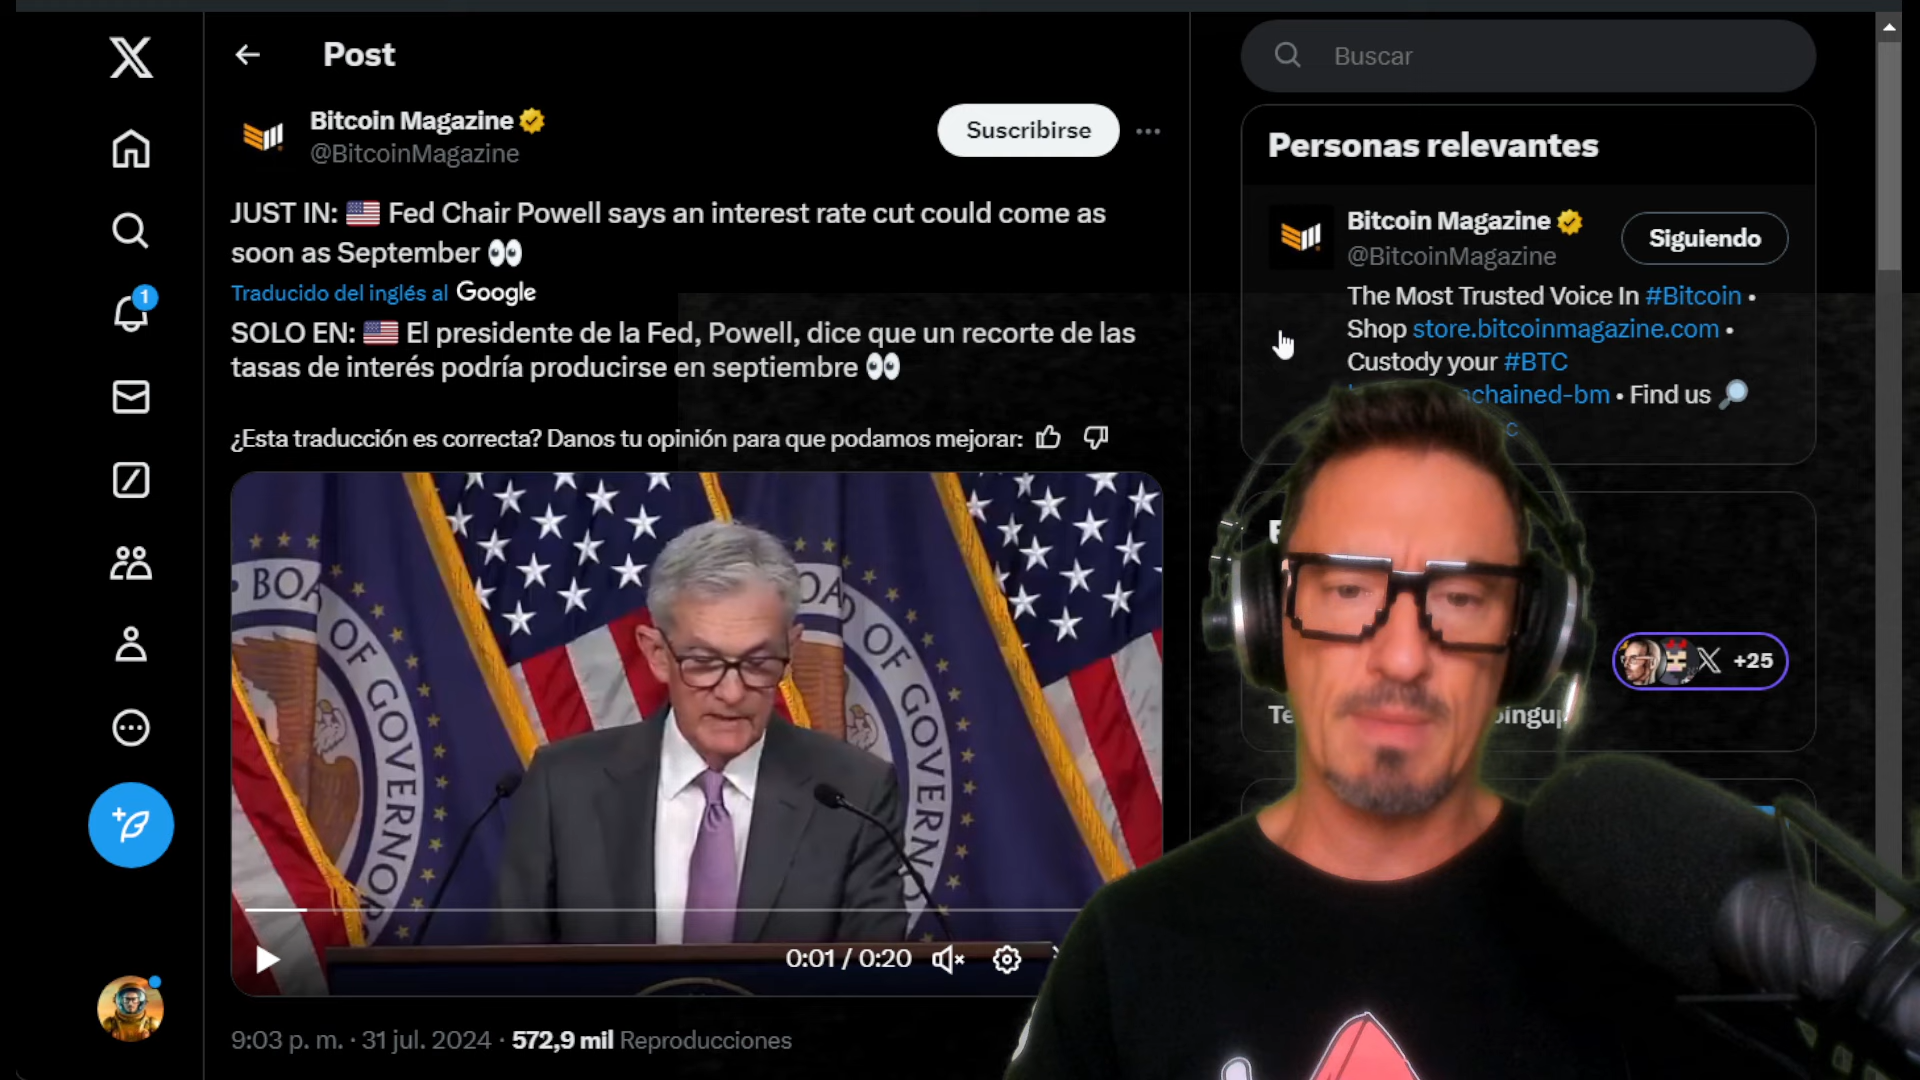 Post
Buscar
Bitcoin Magazine
@BitcoinMagazine
Suscribirse
JUST IN: 🇺🇸 Fed Chair Powell says an interest rate cut could come as
soon as September 👀
Traducido del inglés al Google
SOLO EN: 🇺🇸 El presidente de la Fed, Powell, dice que un recorte de las
tasas de interés podría producirse en septiembre 👀
¿Esta traducción es correcta? Danos tu opinión para que podamos mejorar:
BOA
OF GOVERNOR
OARD OF GOVERN
0:01 / 0:20
9:03 p. m. · 31 jul. 2024 · 572,9 mil Reproducciones
1
Personas relevantes
Bitcoin Magazine
@BitcoinMagazine
Siguiendo
The Most Trusted Voice In #Bitcoin •
Shop store.bitcoinmagazine.com •
Custody your #BTC
chained-bm • Find us 🔎
+25